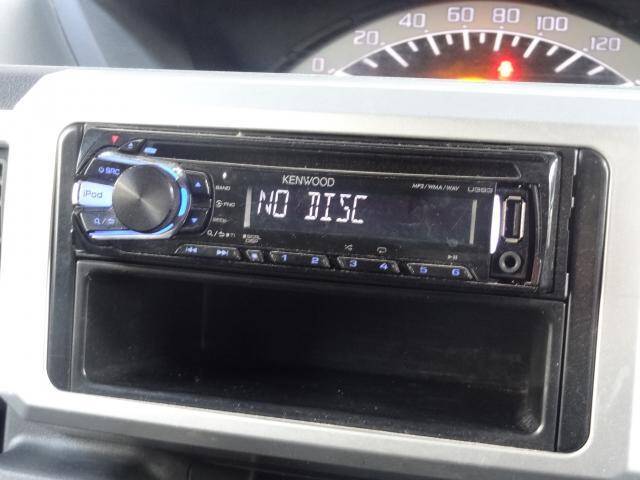 0 20 40 60 80 100 120
KENWOOD
MP3/WMA/WAV U393
SRC
iPod
BAND
NO DISC
1 2 3 4 5 6